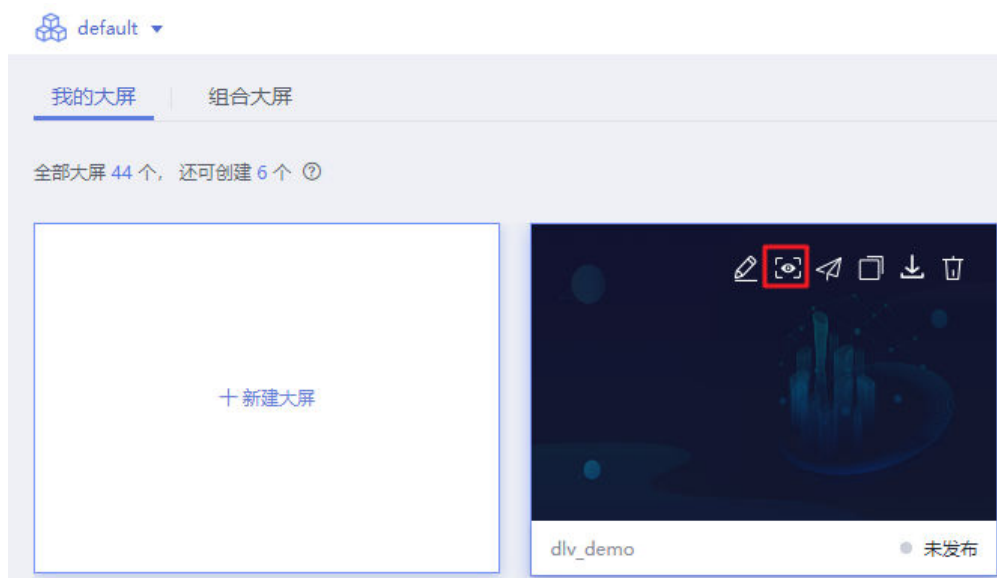 default
我的大屏 组合大屏
全部大屏 44 个, 还可创建 6 个 ?
+ 新建大屏
dlv_demo 未发布